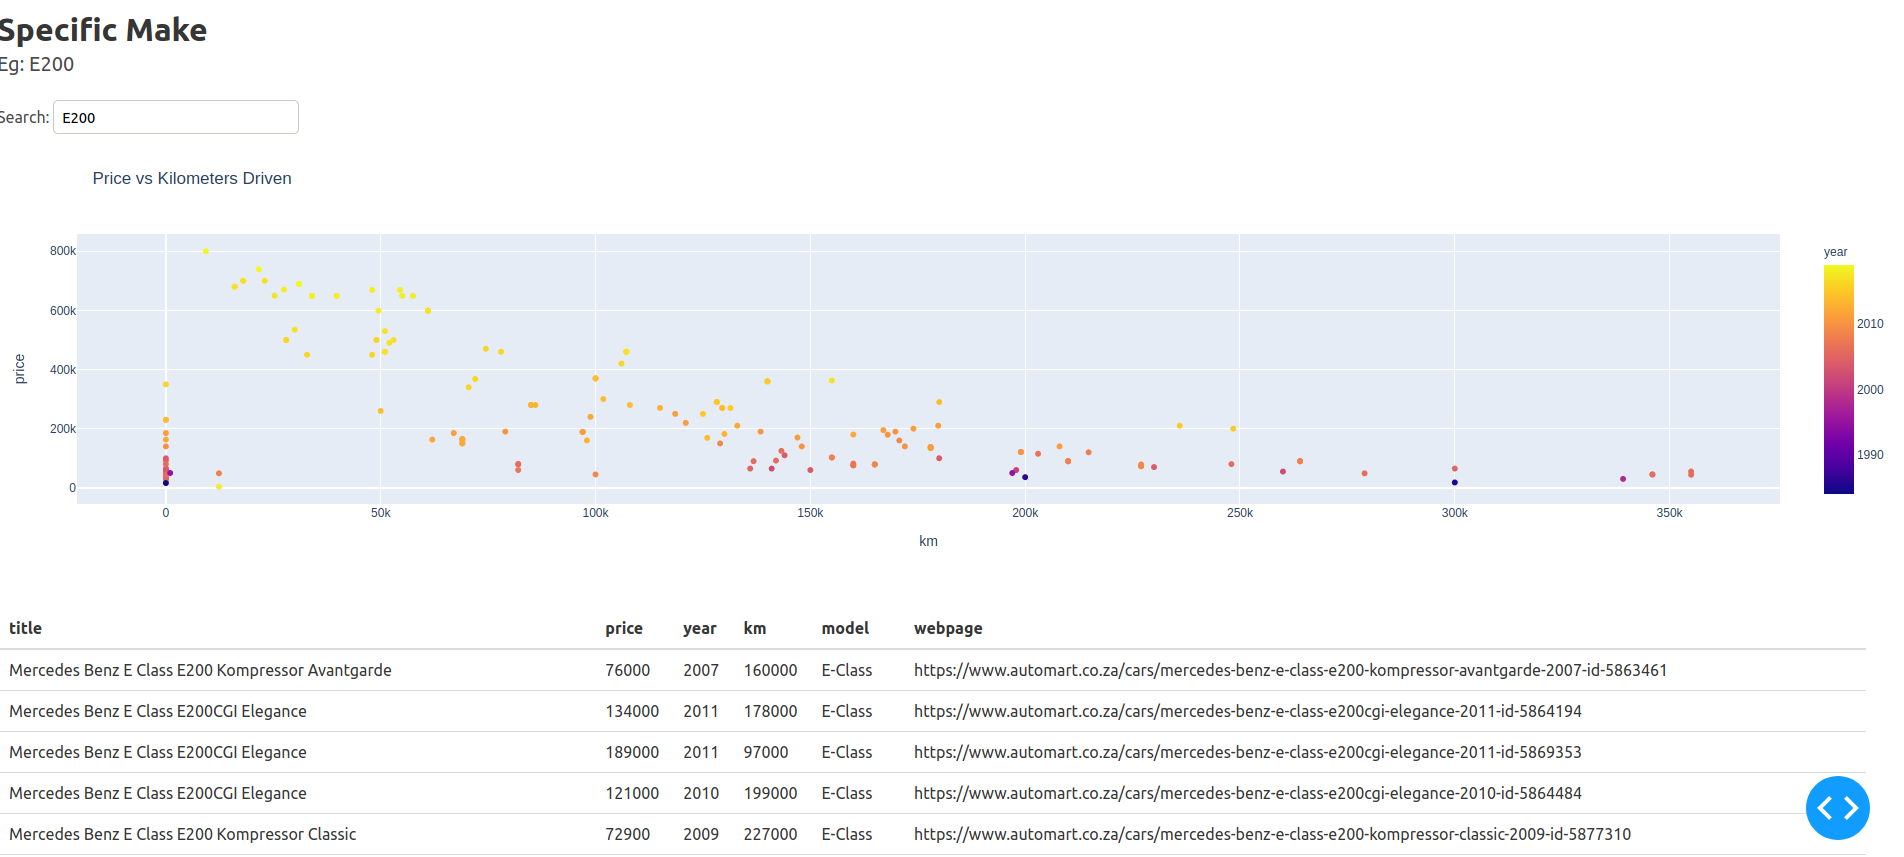 Specific Make
Eg: E200
Search: E200
Price vs Kilometers Driven
800k
600k
400k
200k
0
price
0 50k 100k 150k 200k 250k 300k 350k
km
year
2010
2000
1990
title price year km model webpage
Mercedes Benz E Class E200 Kompressor Avantgarde 76000 2007 160000 E-Class https://www.automart.co.za/cars/mercedes-benz-e-class-e200-kompressor-avantgarde-2007-id-5863461
Mercedes Benz E Class E200CGI Elegance 134000 2011 178000 E-Class https://www.automart.co.za/cars/mercedes-benz-e-class-e200cgi-elegance-2011-id-5864194
Mercedes Benz E Class E200CGI Elegance 189000 2011 97000 E-Class https://www.automart.co.za/cars/mercedes-benz-e-class-e200cgi-elegance-2011-id-5869353
Mercedes Benz E Class E200CGI Elegance 121000 2010 199000 E-Class https://www.automart.co.za/cars/mercedes-benz-e-class-e200cgi-elegance-2010-id-5864484
Mercedes Benz E Class E200 Kompressor Classic 72900 2009 227000 E-Class https://www.automart.co.za/cars/mercedes-benz-e-class-e200-kompressor-classic-2009-id-5877310